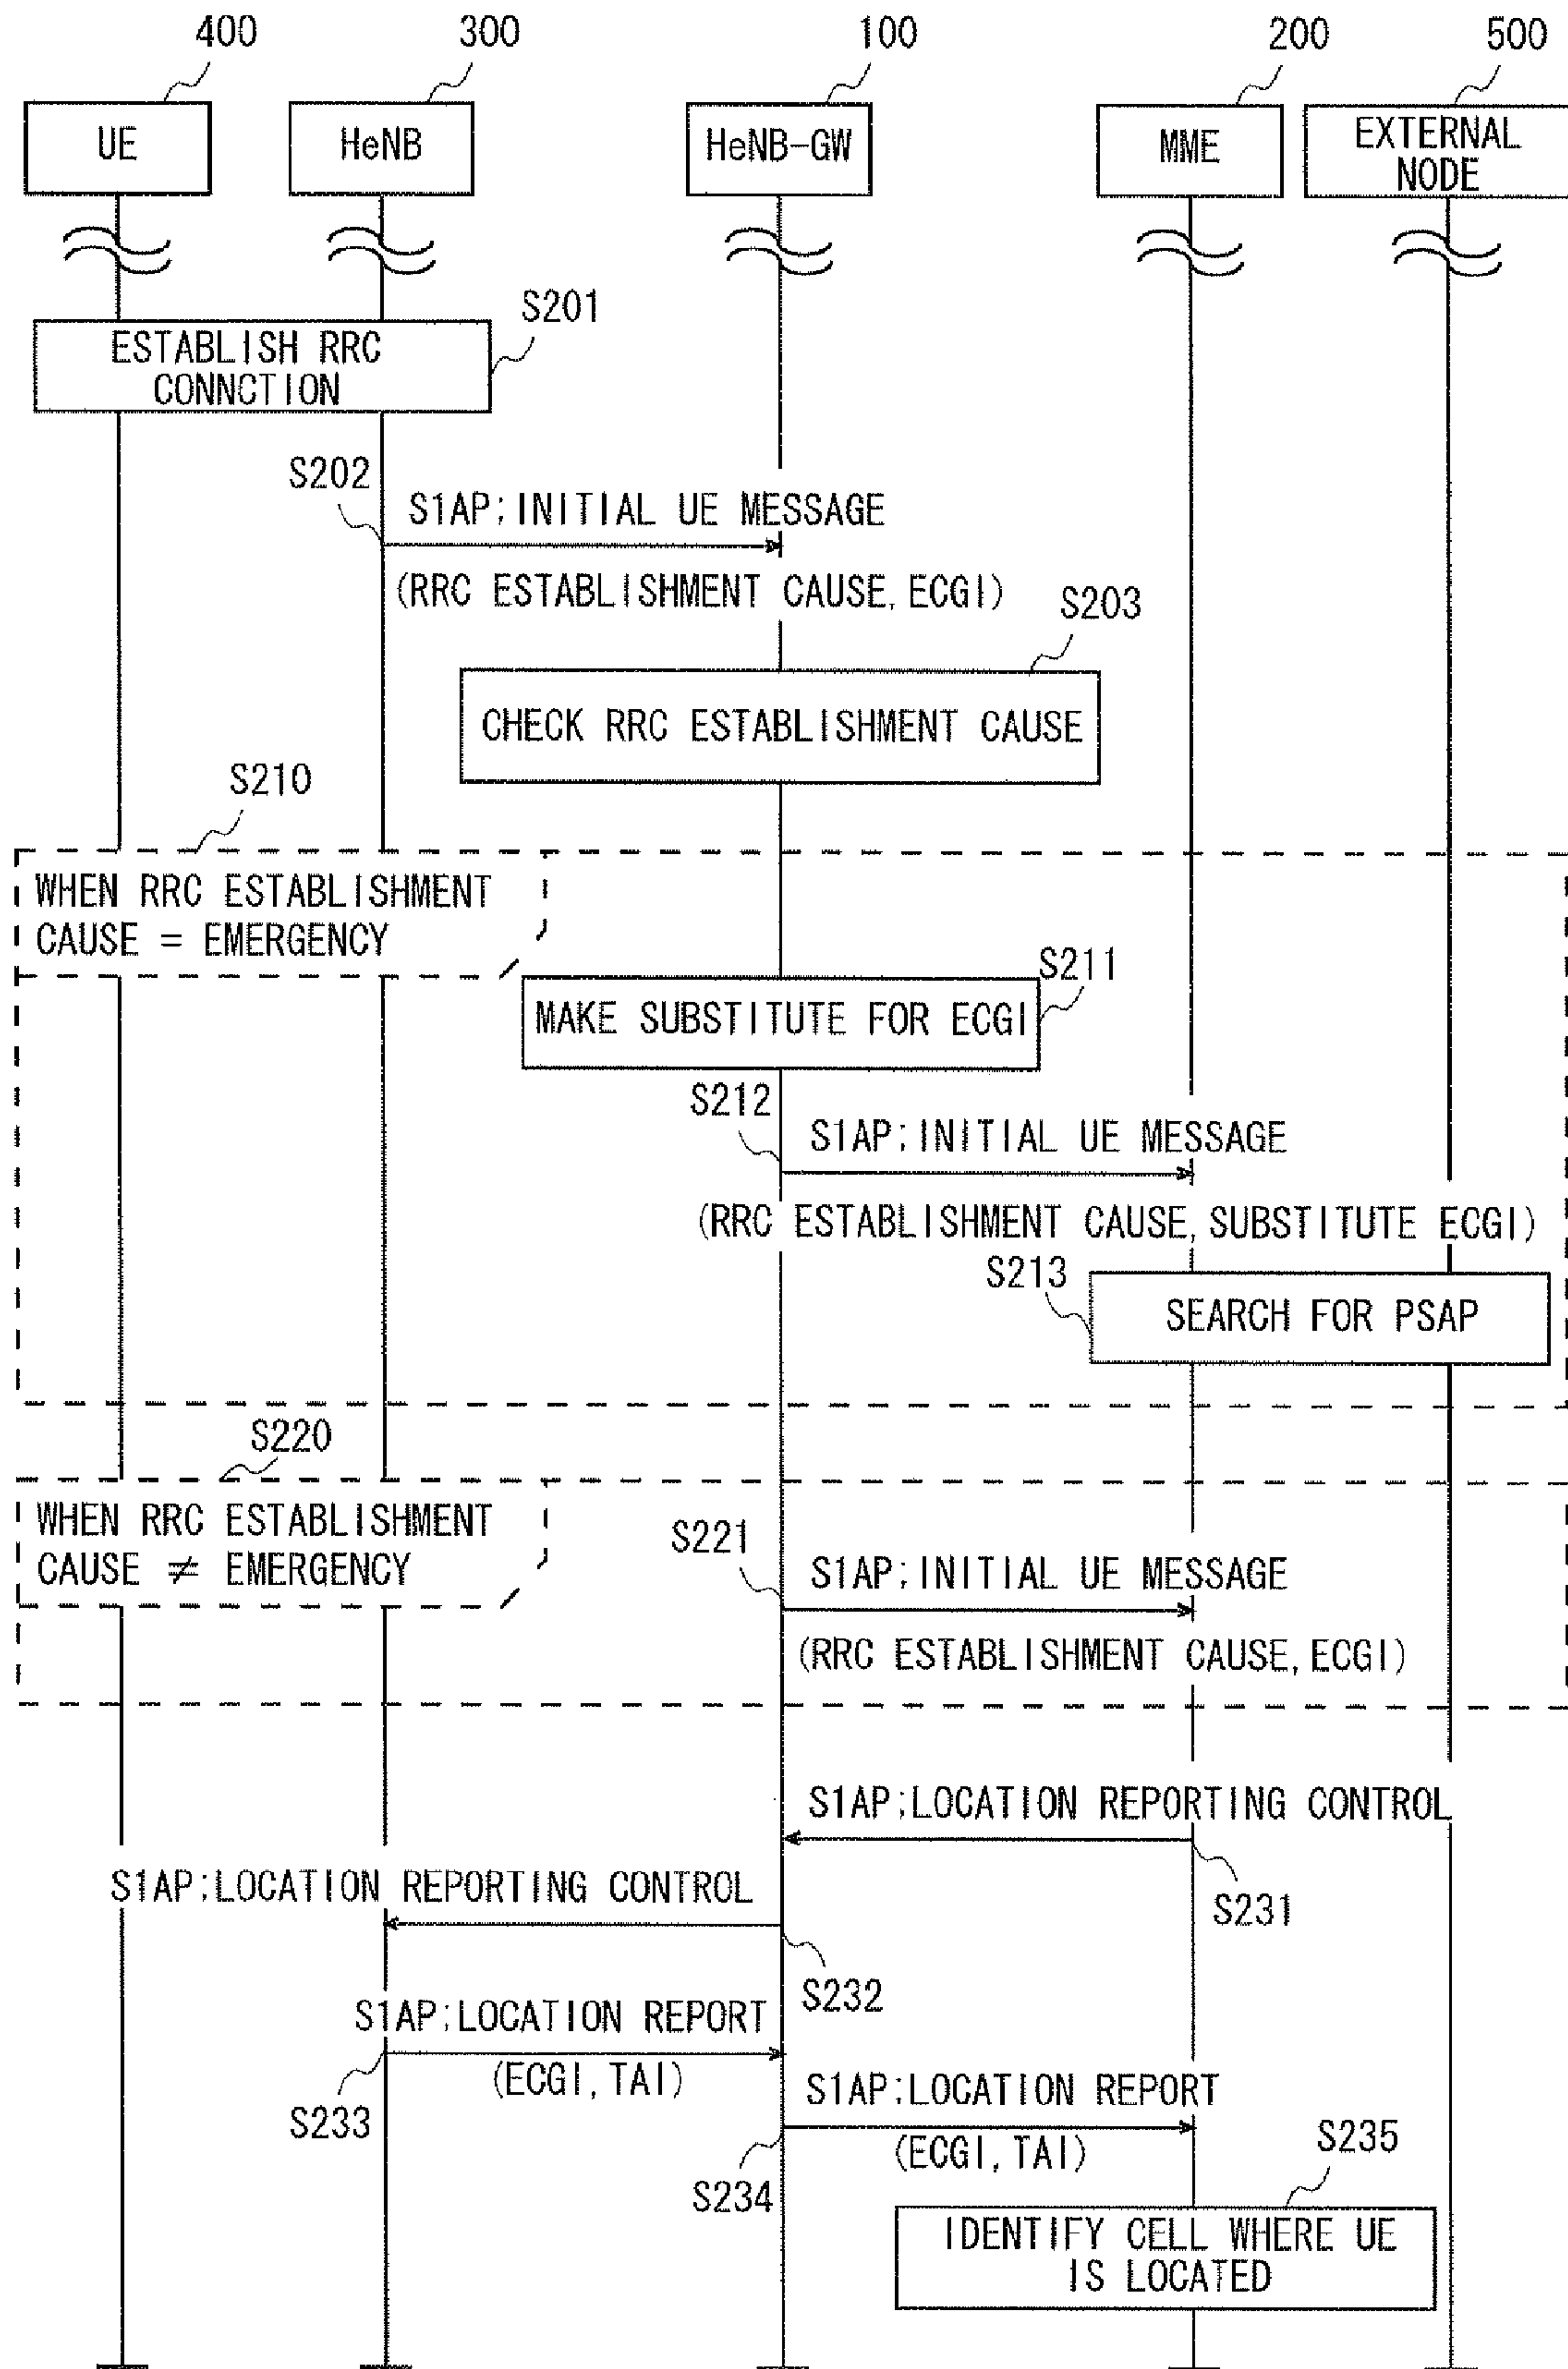 400
300
100
200
500
UE
HeNB
HeNB-GW
MME
EXTERNAL
NODE
S201
ESTABLISH RRC
CONNCTION
S202
S1AP;INITIAL UE MESSAGE
(RRC ESTABLISHMENT CAUSE,ECGI)
S203
CHECK RRC ESTABLISHMENT CAUSE
S210
WHEN RRC ESTABLISHMENT
CAUSE = EMERGENCY
S211
MAKE SUBSTITUTE FOR ECGI
S212
S1AP;INITIAL UE MESSAGE
(RRC ESTABLISHMENT CAUSE,SUBSTITUTE ECGI)
S213
SEARCH FOR PSAP
S220
WHEN RRC ESTABLISHMENT
CAUSE ≠ EMERGENCY
S221
S1AP;INITIAL UE MESSAGE
(RRC ESTABLISHMENT CAUSE,ECGI)
S1AP;LOCATION REPORTING CONTROL
S231
S1AP;LOCATION REPORTING CONTROL
S232
S1AP;LOCATION REPORT
(ECGI,TAI)
S233
S1AP;LOCATION REPORT
(ECGI,TAI)
S234
S235
IDENTIFY CELL WHERE UE
IS LOCATED